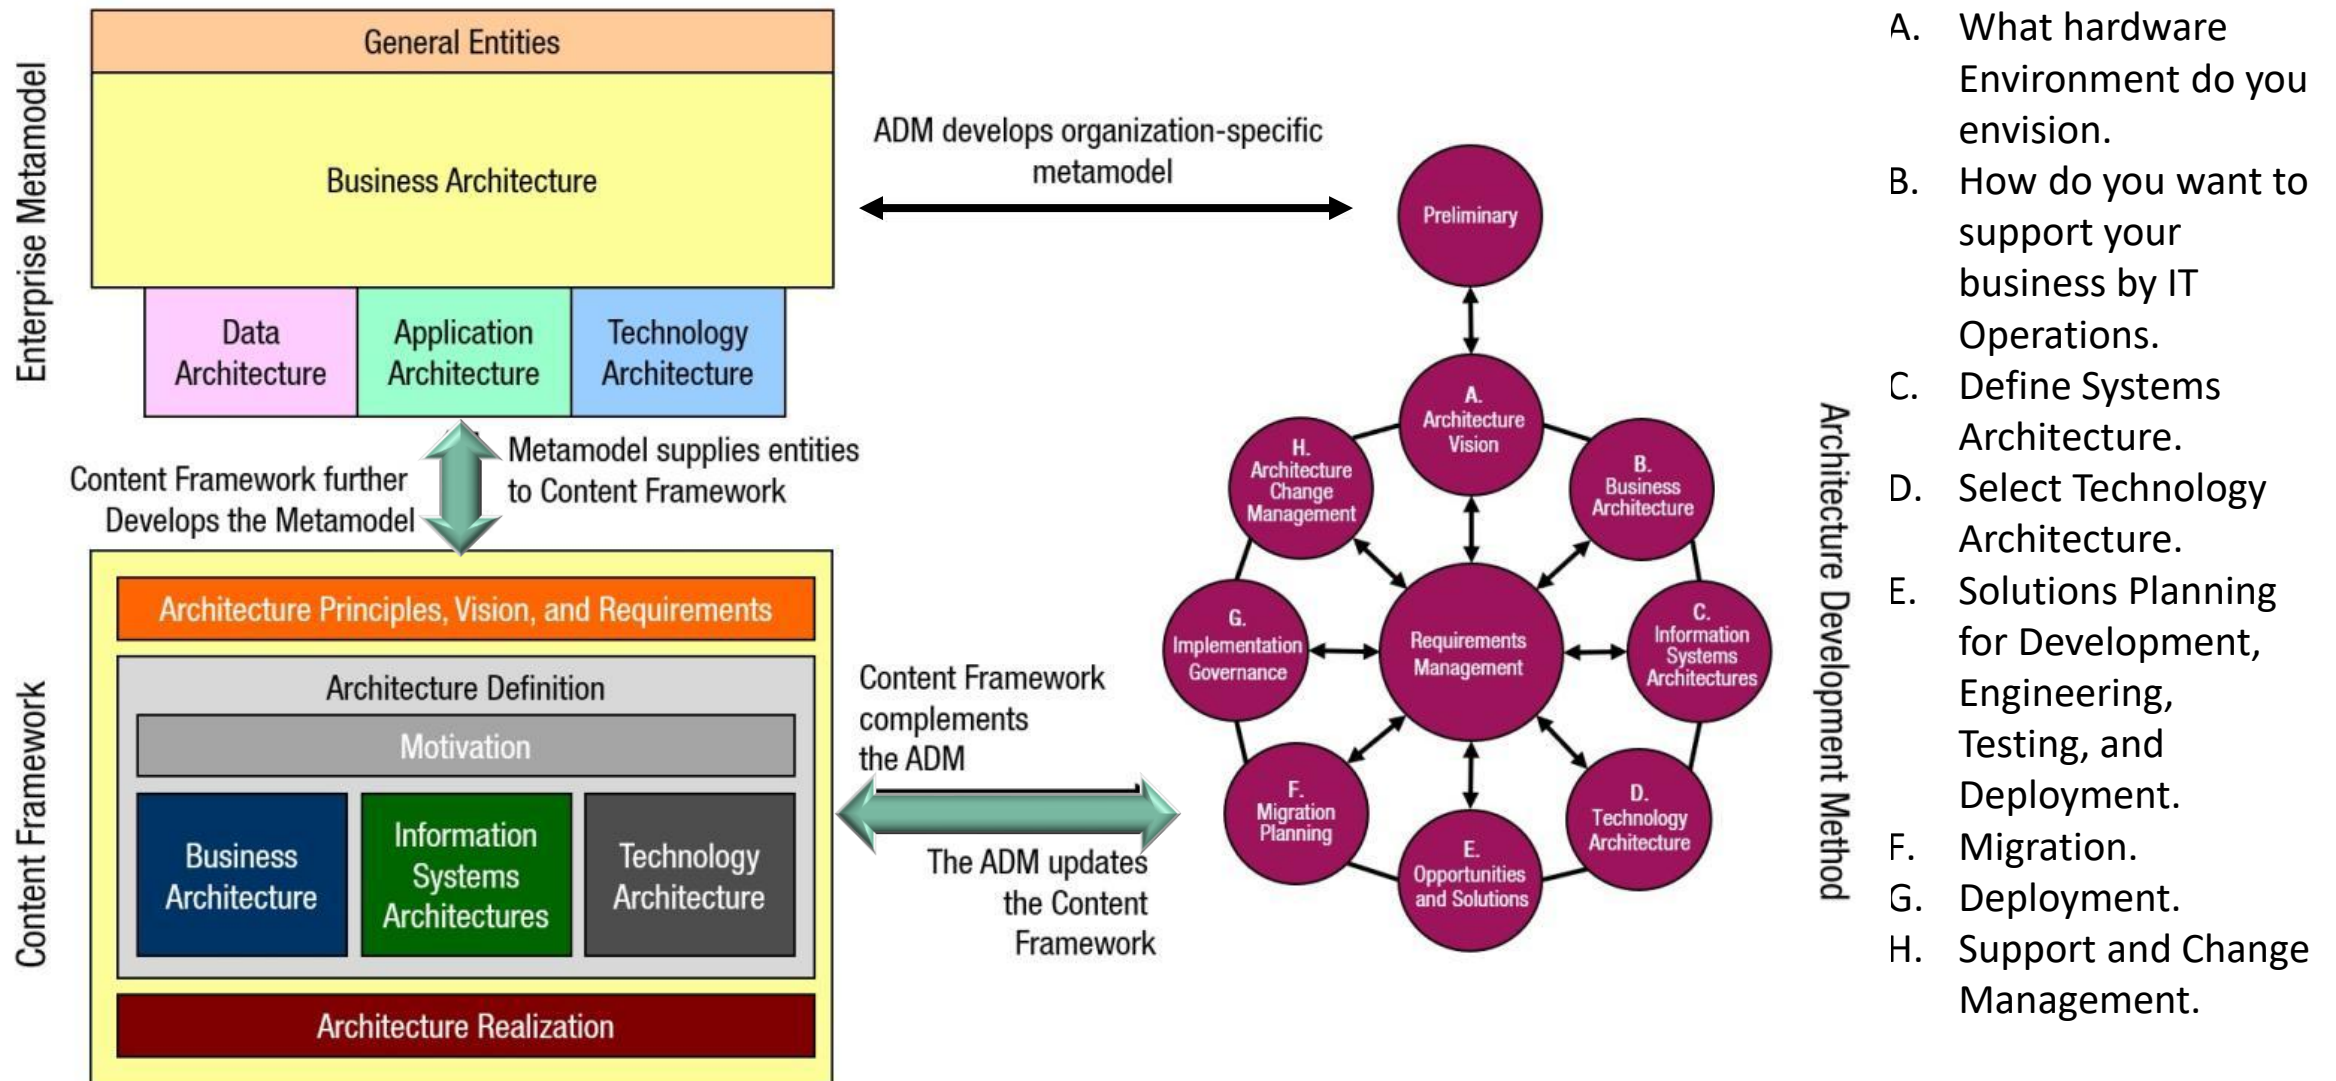 Enterprise Metamodel
General Entities
Business Architecture
Data
Architecture
Application
Architecture
Technology
Architecture
Content Framework further
Develops the Metamodel
Metamodel supplies entities
to Content Framework
Content Framework
Architecture Principles, Vision, and Requirements
Architecture Definition
Motivation
Business
Architecture
Information
Systems
Architectures
Technology
Architecture
Architecture Realization
ADM develops organization-specific
metamodel
Content Framework
complements
the ADM
The ADM updates
the Content
Framework
Preliminary
A.
Architecture
Vision
B.
Business
Architecture
C.
Information
Systems
Architectures
D.
Technology
Architecture
E.
Opportunities
and Solutions
F.
Migration
Planning
G.
Implementation
Governance
H.
Architecture
Change
Management
Requirements
Management
Architecture Development Method
A. What hardware
Environment do you
envision.
B. How do you want to
support your
business by IT
Operations.
C. Define Systems
Architecture.
D. Select Technology
Architecture.
E. Solutions Planning
for Development,
Engineering,
Testing, and
Deployment.
F. Migration.
G. Deployment.
H. Support and Change
Management.